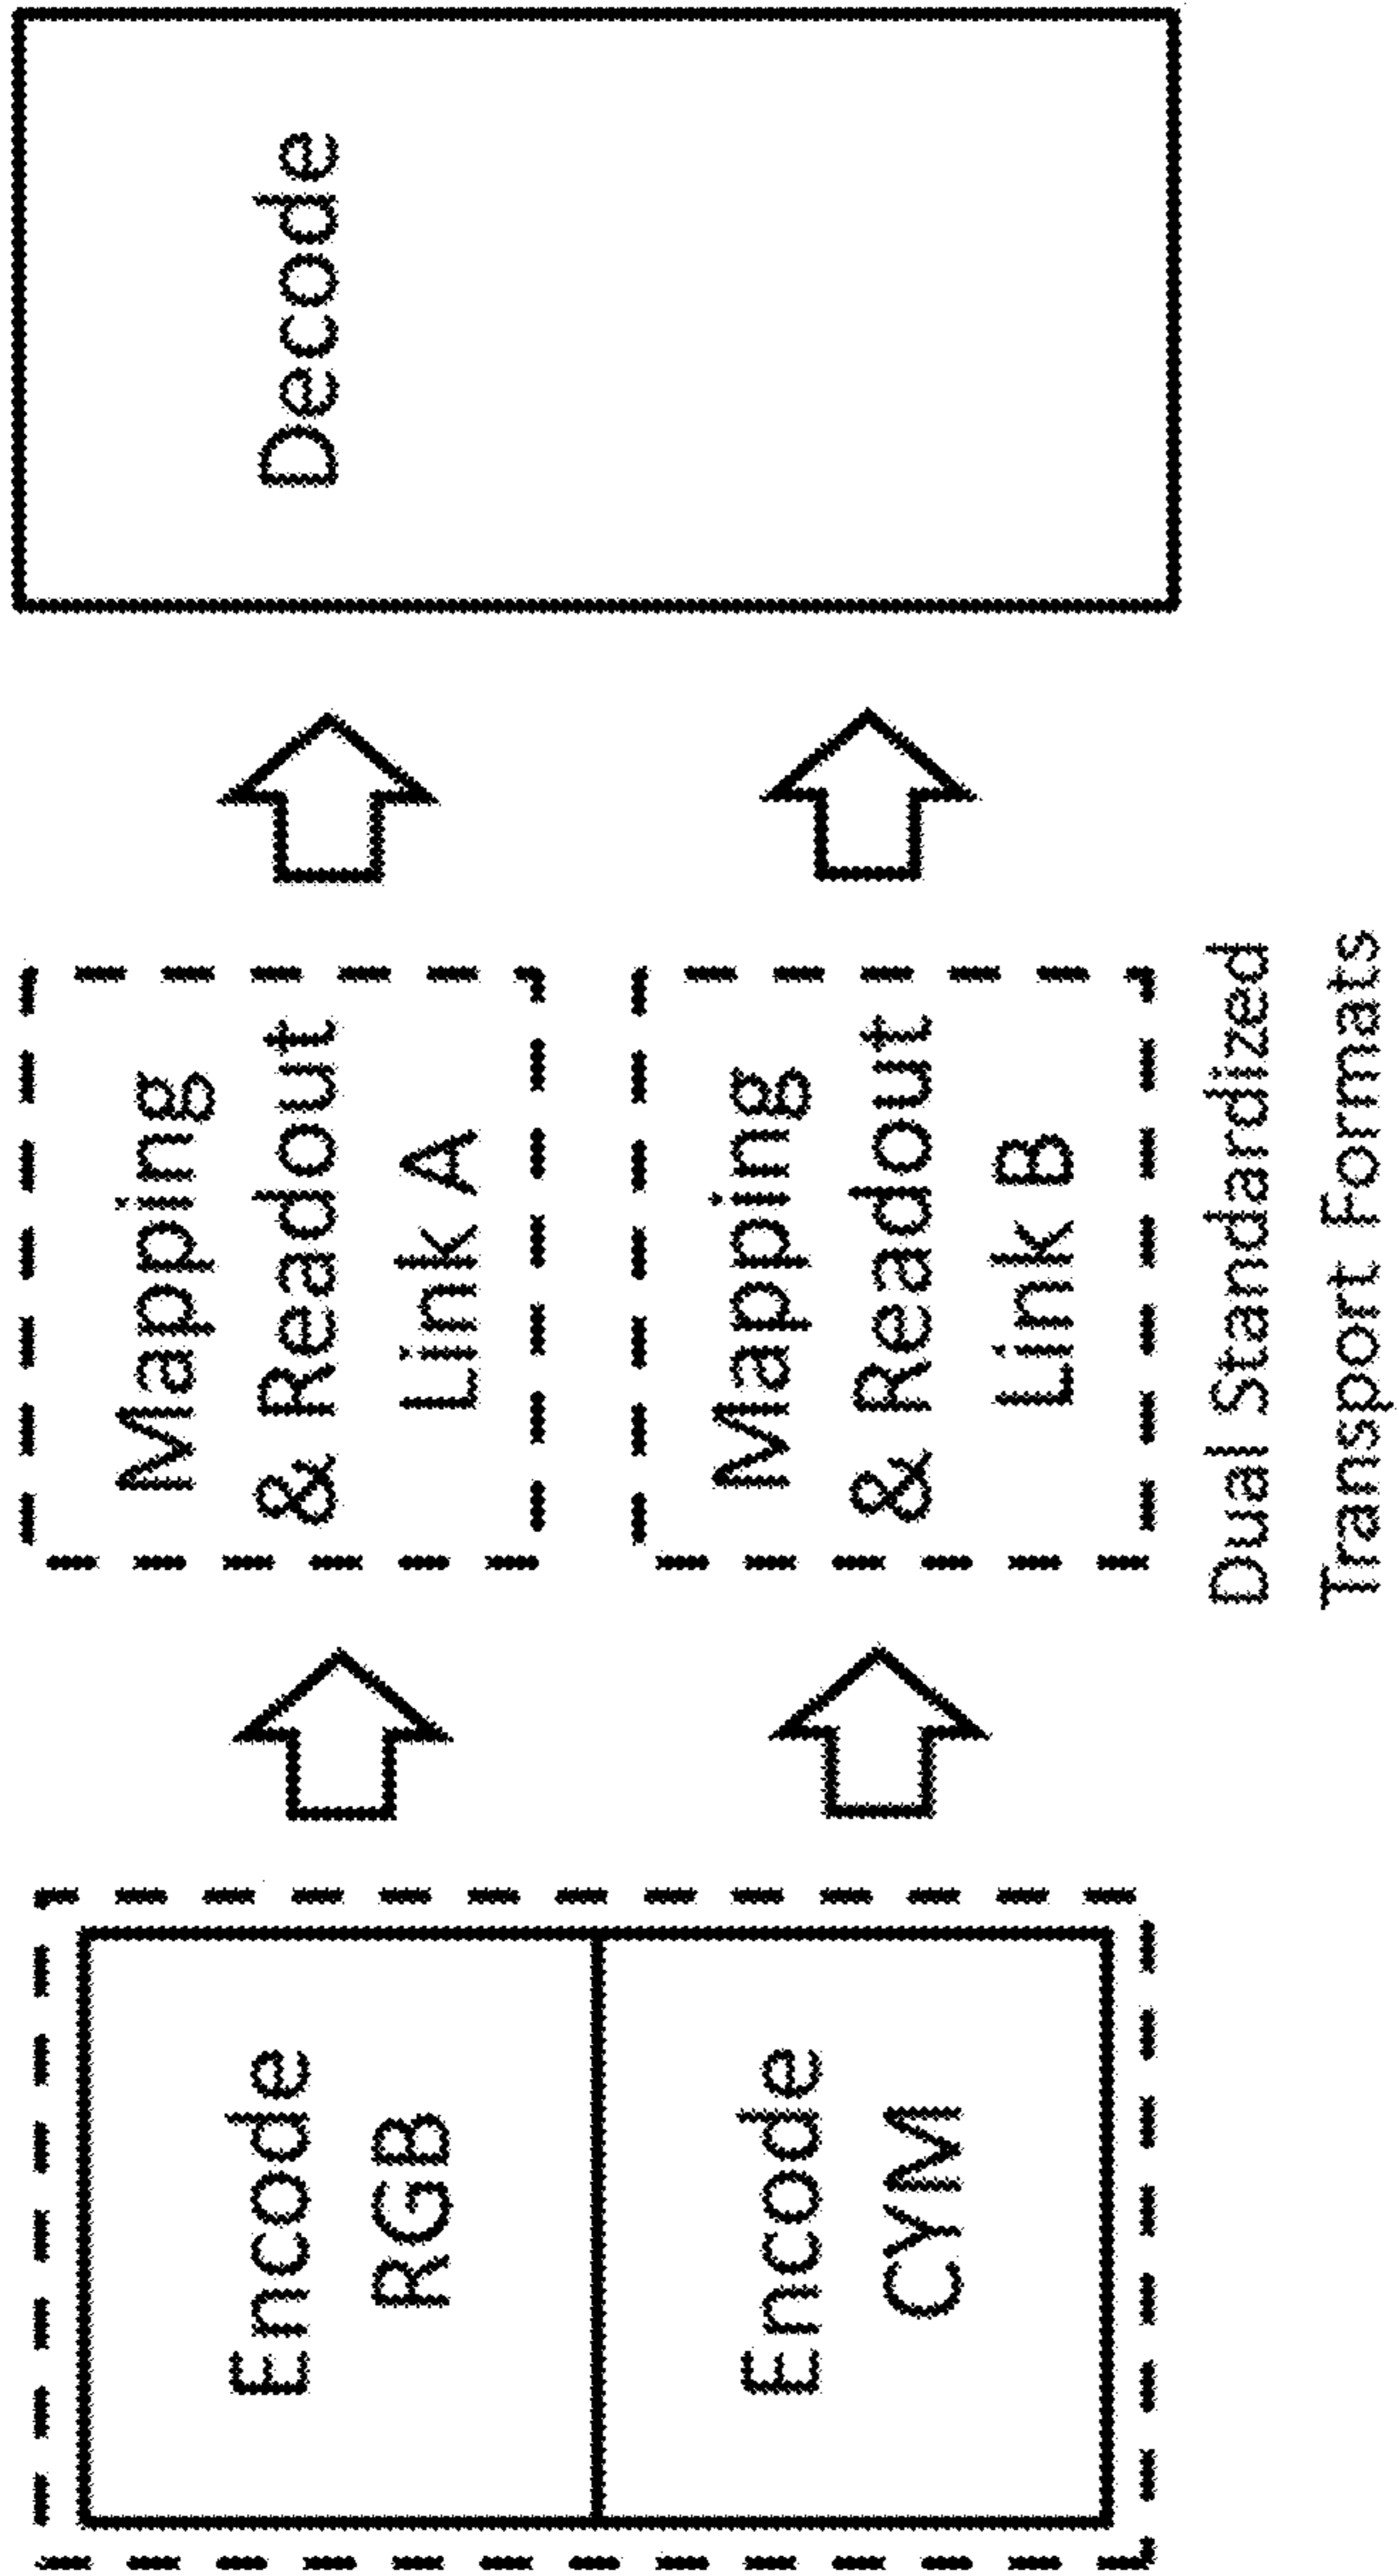 Encode
RGB
Encode
CYM
Mapping
& Readout
Link A
Mapping
& Readout
Link B
Dual Standardized
Transport Formats
Decode